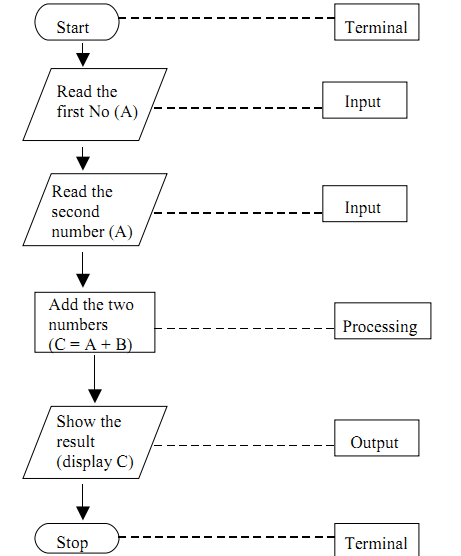 Start
Terminal
Read the
first No (A)
Input
Read the
second
number (A)
Input
Add the two
numbers
(C = A + B)
Processing
Show the
result
(display C)
Output
Stop
Terminal